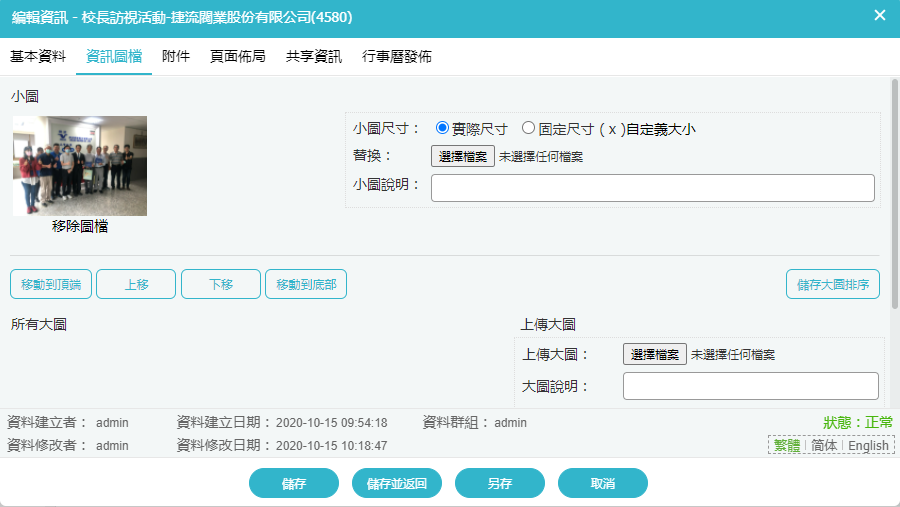 編輯資訊 - 校長訪視活動-捷流閥業股份有限公司(4580)
基本資料 資訊圖檔 附件 頁面佈局 共享資訊 行事曆發佈
小圖
小圖尺寸： 實際尺寸 固定尺寸 ( x )自定義大小
替換： 選擇檔案 未選擇任何檔案
小圖說明：
移除圖檔
移動到頂端 上移 下移 移動到底部 儲存大圖排序
所有大圖 上傳大圖
上傳大圖： 選擇檔案 未選擇任何檔案
大圖說明：
資料建立者： admin 資料建立日期： 2020-10-15 09:54:18 資料群組： admin 狀態：正常
資料修改者： admin 資料修改日期： 2020-10-15 10:18:47 繁體 简体 English
儲存 儲存並返回 另存 取消